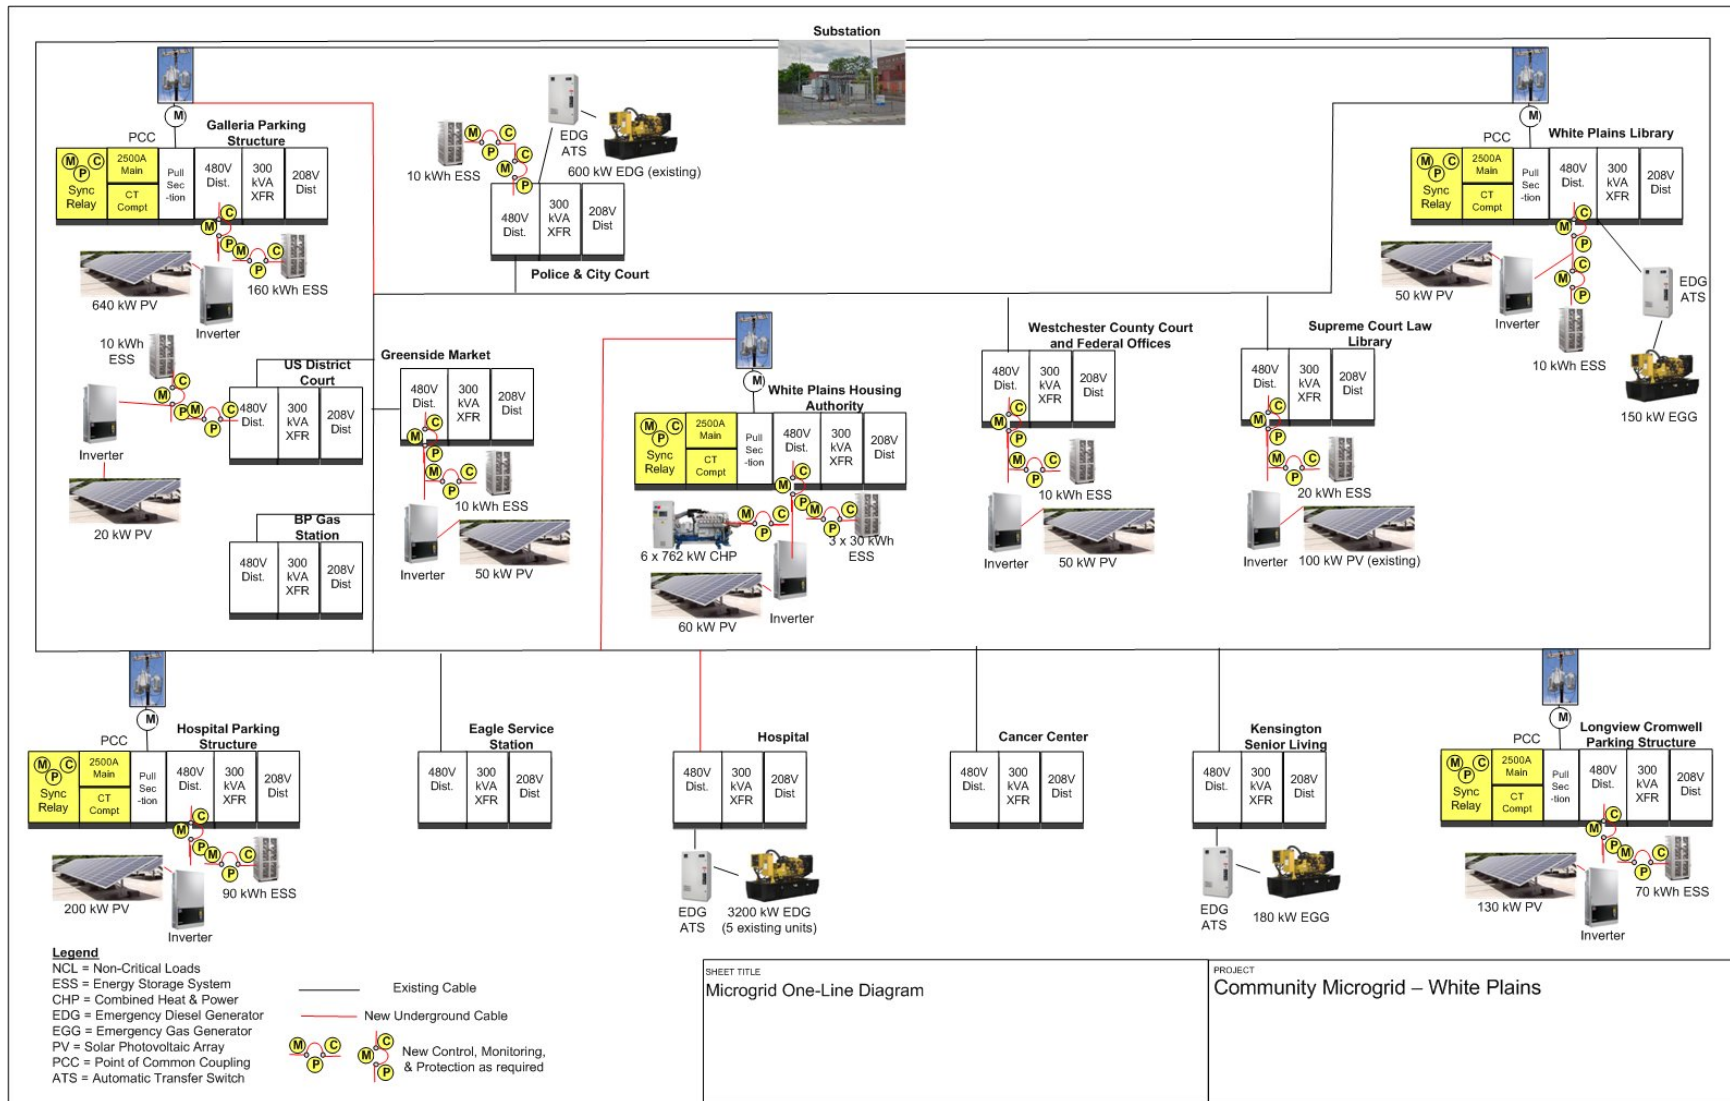 Substation
M
PCC
Galleria Parking
Structure
M
C
P
Sync
Relay
2500A
Main
CT
Compt
Pull
Sec
-tion
480V
Dist.
300
kVA
XFR
208V
Dist
C
M
P
M
C
P
640 kW PV
Inverter
160 kWh ESS
10 kWh ESS
M
C
P
C
M
P
EDG
ATS
600 kW EDG (existing)
480V
Dist.
300
kVA
XFR
208V
Dist
Police & City Court
M
PCC
White Plains Library
M
C
P
Sync
Relay
2500A
Main
CT
Compt
Pull
Sec
-tion
480V
Dist.
300
kVA
XFR
208V
Dist
C
M
P
C
M
P
50 kW PV
Inverter
10 kWh ESS
EDG
ATS
150 kW EGG
10 kWh
ESS
C
M
P
M
C
P
US District
Court
480V
Dist.
300
kVA
XFR
208V
Dist
Inverter
20 kW PV
Greenside Market
480V
Dist.
300
kVA
XFR
208V
Dist
C
M
P
M
C
P
10 kWh ESS
Inverter
50 kW PV
BP Gas
Station
480V
Dist.
300
kVA
XFR
208V
Dist
M
White Plains Housing
Authority
M
C
P
Sync
Relay
2500A
Main
CT
Compt
Pull
Sec
-tion
480V
Dist.
300
kVA
XFR
208V
Dist
C
M
P
M
C
P
M
C
P
6 x 762 kW CHP
3 x 30 kWh
ESS
60 kW PV
Inverter
Westchester County Court
and Federal Offices
480V
Dist.
300
kVA
XFR
208V
Dist
C
M
P
M
C
P
10 kWh ESS
Inverter
50 kW PV
Supreme Court Law
Library
480V
Dist.
300
kVA
XFR
208V
Dist
C
M
P
M
C
P
20 kWh ESS
Inverter
100 kW PV (existing)
M
PCC
Hospital Parking
Structure
M
C
P
Sync
Relay
2500A
Main
CT
Compt
Pull
Sec
-tion
480V
Dist.
300
kVA
XFR
208V
Dist
C
M
P
M
C
P
200 kW PV
Inverter
90 kWh ESS
Eagle Service
Station
480V
Dist.
300
kVA
XFR
208V
Dist
Hospital
480V
Dist.
300
kVA
XFR
208V
Dist
EDG
ATS
3200 kW EDG
(5 existing units)
Cancer Center
480V
Dist.
300
kVA
XFR
208V
Dist
Kensington
Senior Living
480V
Dist.
300
kVA
XFR
208V
Dist
EDG
ATS
180 kW EGG
M
PCC
Longview Cromwell
Parking Structure
M
C
P
Sync
Relay
2500A
Main
CT
Compt
Pull
Sec
-tion
480V
Dist.
300
kVA
XFR
208V
Dist
C
M
P
M
C
P
130 kW PV
Inverter
70 kWh ESS
Legend
NCL = Non-Critical Loads
ESS = Energy Storage System
CHP = Combined Heat & Power
EDG = Emergency Diesel Generator
EGG = Emergency Gas Generator
PV = Solar Photovoltaic Array
PCC = Point of Common Coupling
ATS = Automatic Transfer Switch
Existing Cable
New Underground Cable
M
C
P
C
M
P
New Control, Monitoring,
& Protection as required
SHEET TITLE
Microgrid One-Line Diagram
PROJECT
Community Microgrid – White Plains